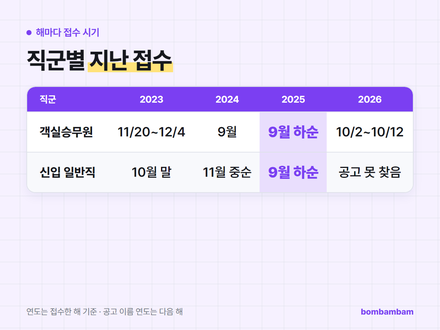 해마다 접수 시기
직군별 지난 접수
직군 2023 2024 2025 2026
객실승무원 11/20~12/4 9월 9월 하순 10/2~10/12
신입 일반직 10월 말 11월 중순 9월 하순 공고 못 찾음
연도는 접수한 해 기준 · 공고 이름 연도는 다음 해
bombambam